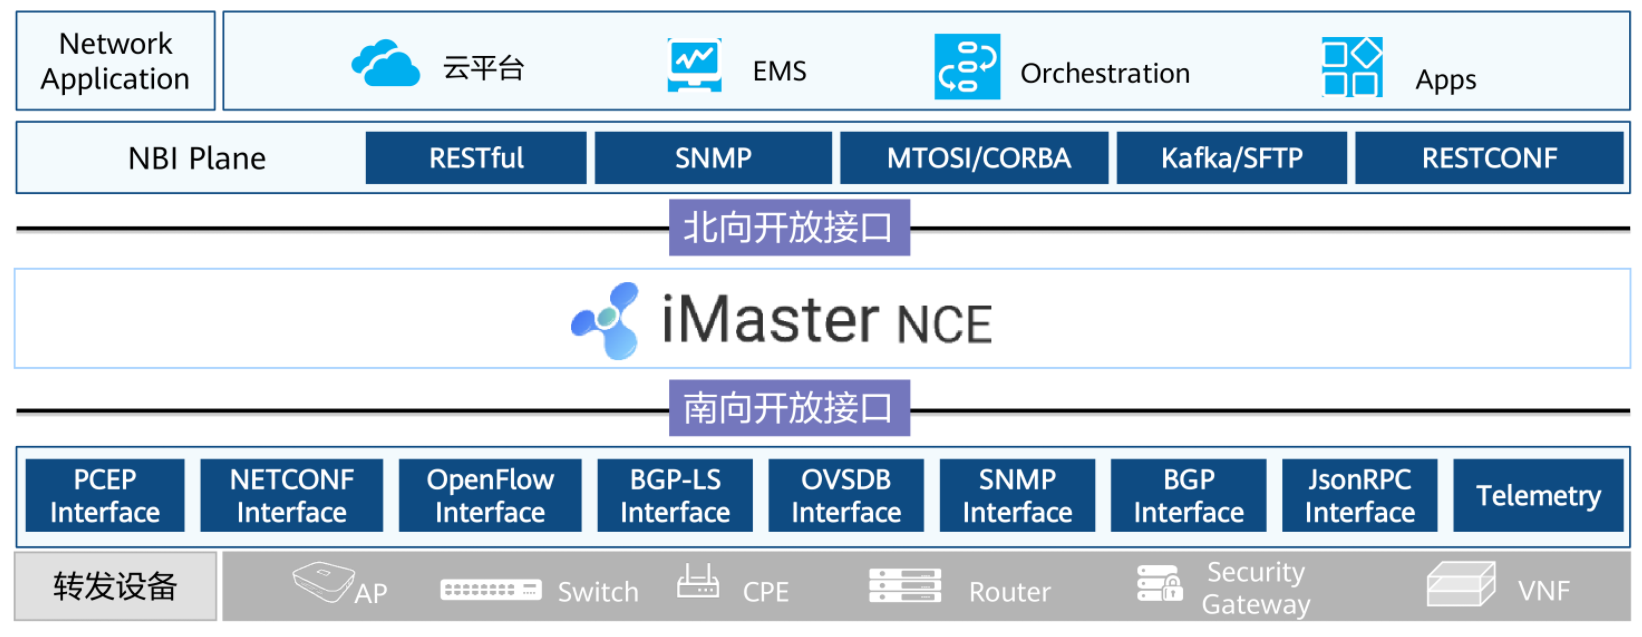 Network
Application
云平台
EMS
Orchestration
Apps
NBI Plane
RESTful
SNMP
MTOSI/CORBA
Kafka/SFTP
RESTCONF
北向开放接口
iMaster NCE
南向开放接口
PCEP
Interface
NETCONF
Interface
OpenFlow
Interface
BGP-LS
Interface
OVSDB
Interface
SNMP
Interface
BGP
Interface
JsonRPC
Interface
Telemetry
转发设备
AP
Switch
CPE
Router
Security
Gateway
VNF